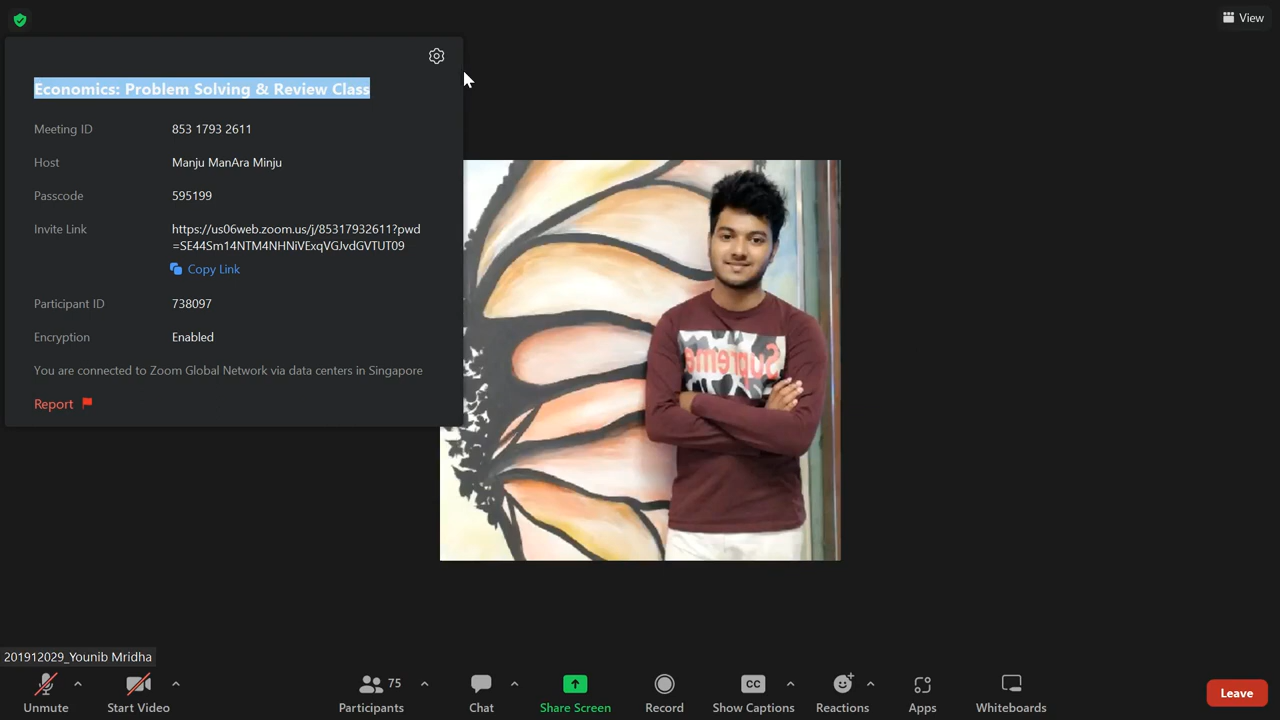 View
Economics: Problem Solving & Review Class
Meeting ID 853 1793 2611
Host Manju ManAra Minju
Passcode 595199
Invite Link https://us06web.zoom.us/j/85317932611?pwd
=SE44Sm14NTM4NHNiVExqVGJvdGVTUT09
Copy Link
Participant ID 738097
Encryption Enabled
You are connected to Zoom Global Network via data centers in Singapore
Report
Supreme
201912029_Younib Mridha
75
CC
Unmute Start Video Participants Chat Share Screen Record Show Captions Reactions Apps Whiteboards Leave